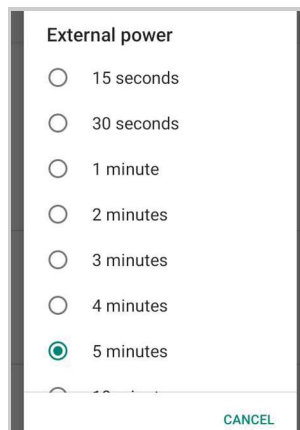 External power
15 seconds
30 seconds
1 minute
2 minutes
3 minutes
4 minutes
5 minutes
CANCEL